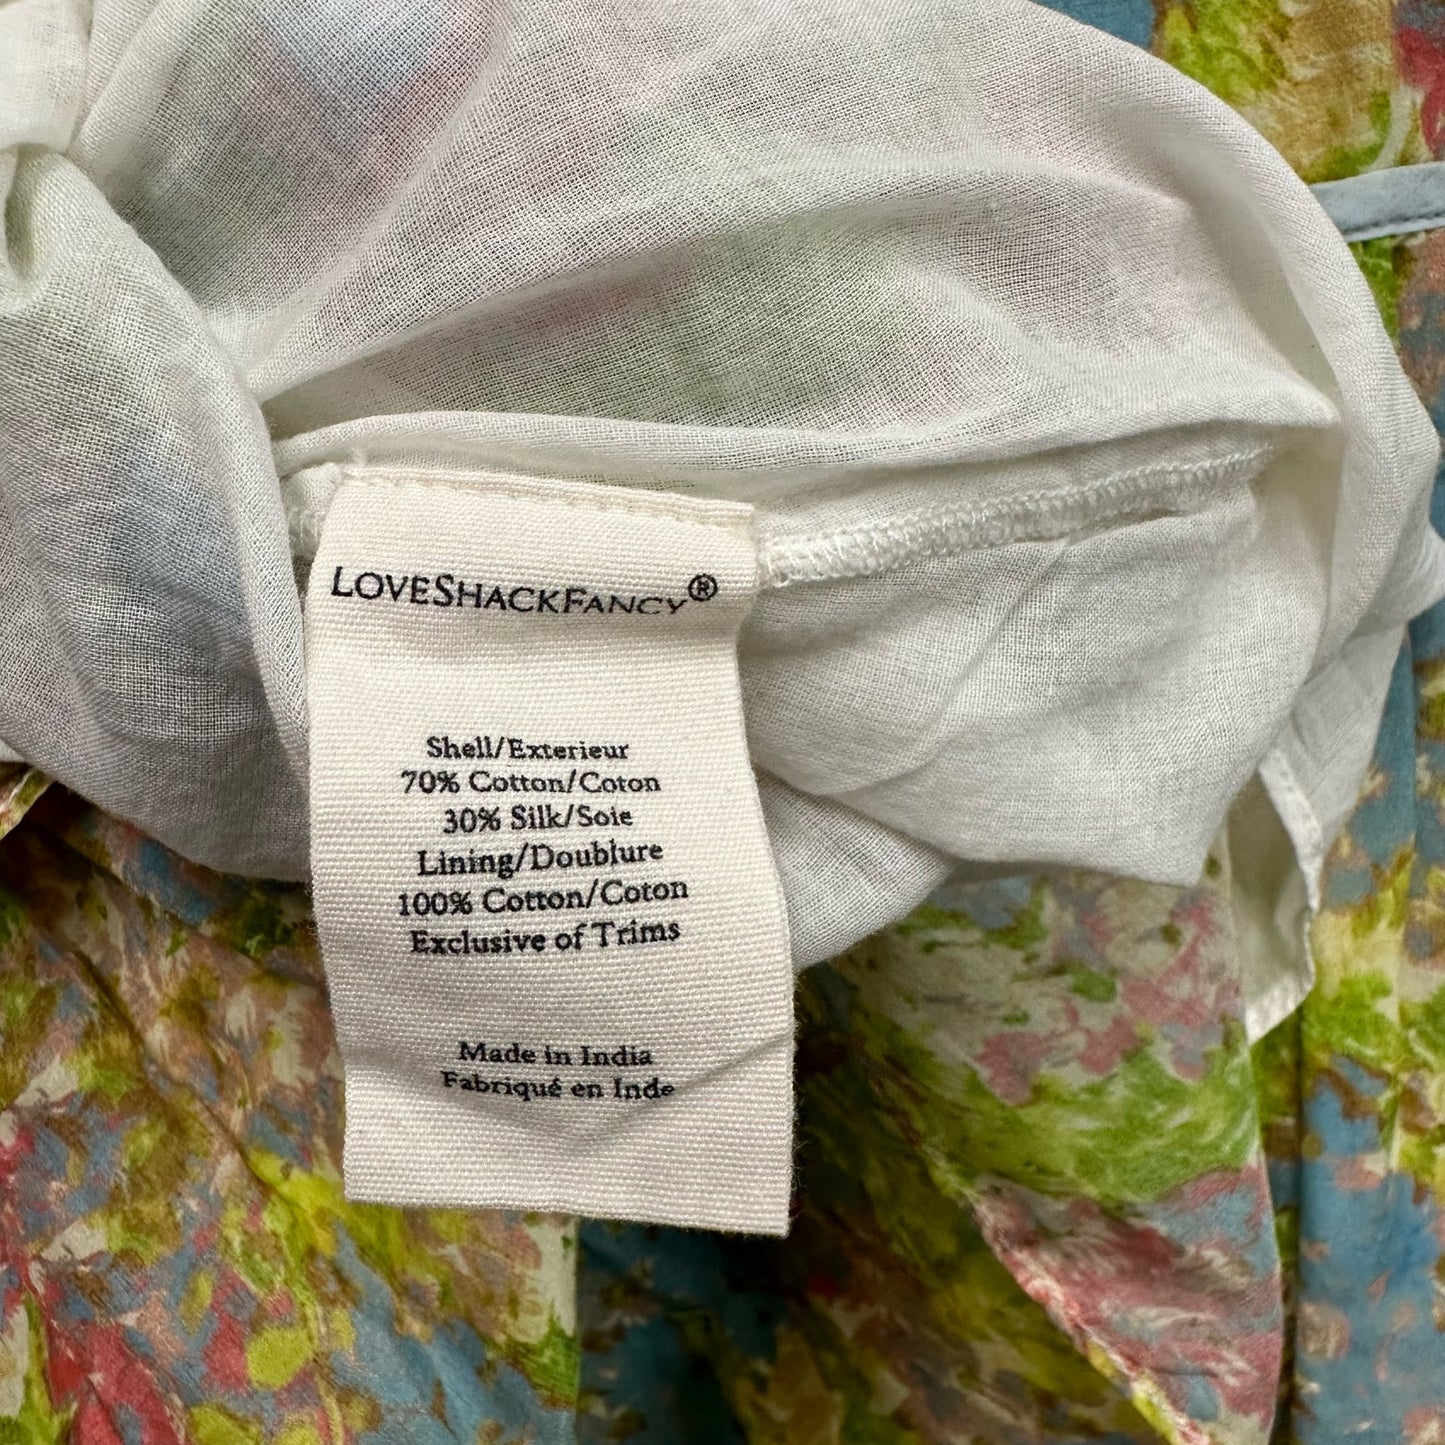 LOVESHACKFANCY®
Shell/Exterieur
70% Cotton/Coton
30% Silk/Soie
Lining/Doublure
100% Cotton/Coton
Exclusive of Trims
Made in India
Fabriqué en Inde